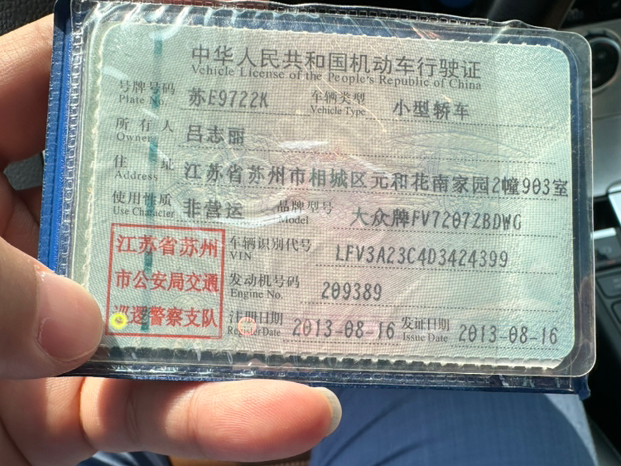 中华人民共和国机动车行驶证
Vehicle License of the People's Republic of China
号牌号码 苏E9722K 车辆类型 小型轿车
Plate No. Vehicle Type
所有人 吕志丽
Owner
住址 江苏省苏州市相城区元和花南家园2幢903室
Address
使用性质 非营运 品牌型号 大众牌FV7207ZBDWG
Use Character Model
江苏省苏州
市公安局交通
巡逻警察支队
车辆识别代号 LFV3A23C4D3424399
VIN
发动机号码 209389
Engine No.
注册日期 2013-08-16 发证日期 2013-08-16
Register Date Issue Date